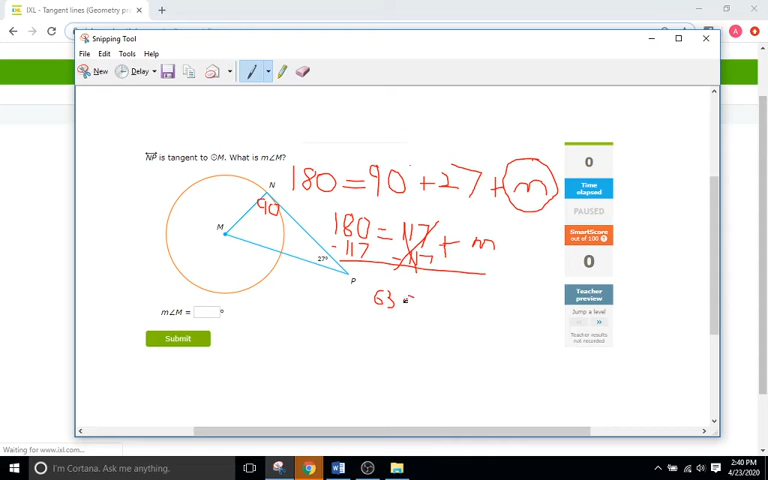 IXL - Tangent lines (Geometry pr
Snipping Tool
File Edit Tools Help
New Delay
NP is tangent to ⊙M. What is m∠M?
180 = 90 + 27 + m
N
90
M
27°
P
180 = 117 + m
- 117 - 117
63 =
m∠M = °
Submit
0
Time elapsed
PAUSED
SmartScore
out of 100 ?
0
Teacher preview
Jump a level
Teacher results not recorded
Waiting for www.ixl.com...
I'm Cortana. Ask me anything.
2:40 PM
4/23/2020